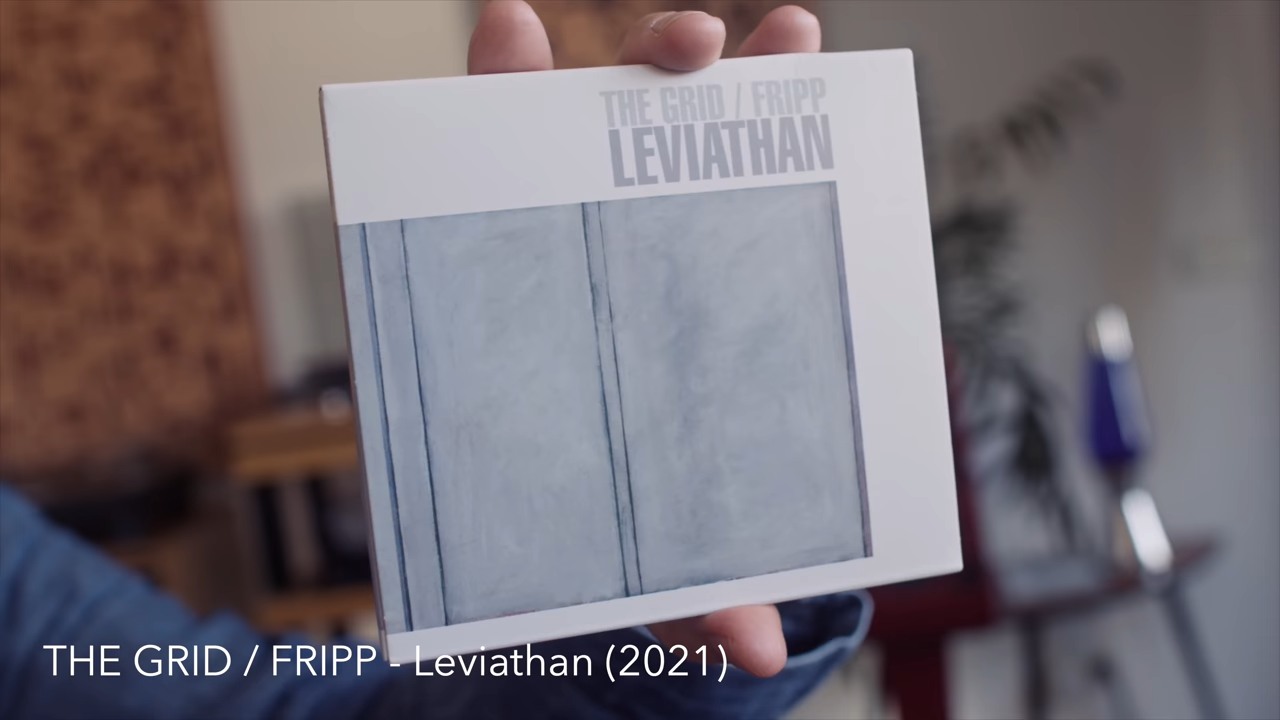 THE GRID / FRIPP
LEVIATHAN
THE GRID / FRIPP - Leviathan (2021)